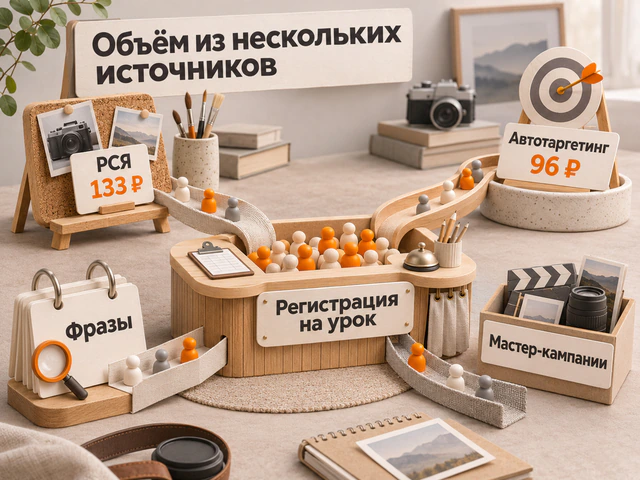 Объём из нескольких
источников
РСЯ
133 ₽
Автотаргетинг
96 ₽
Фразы
Регистрация
на урок
Мастер-кампании